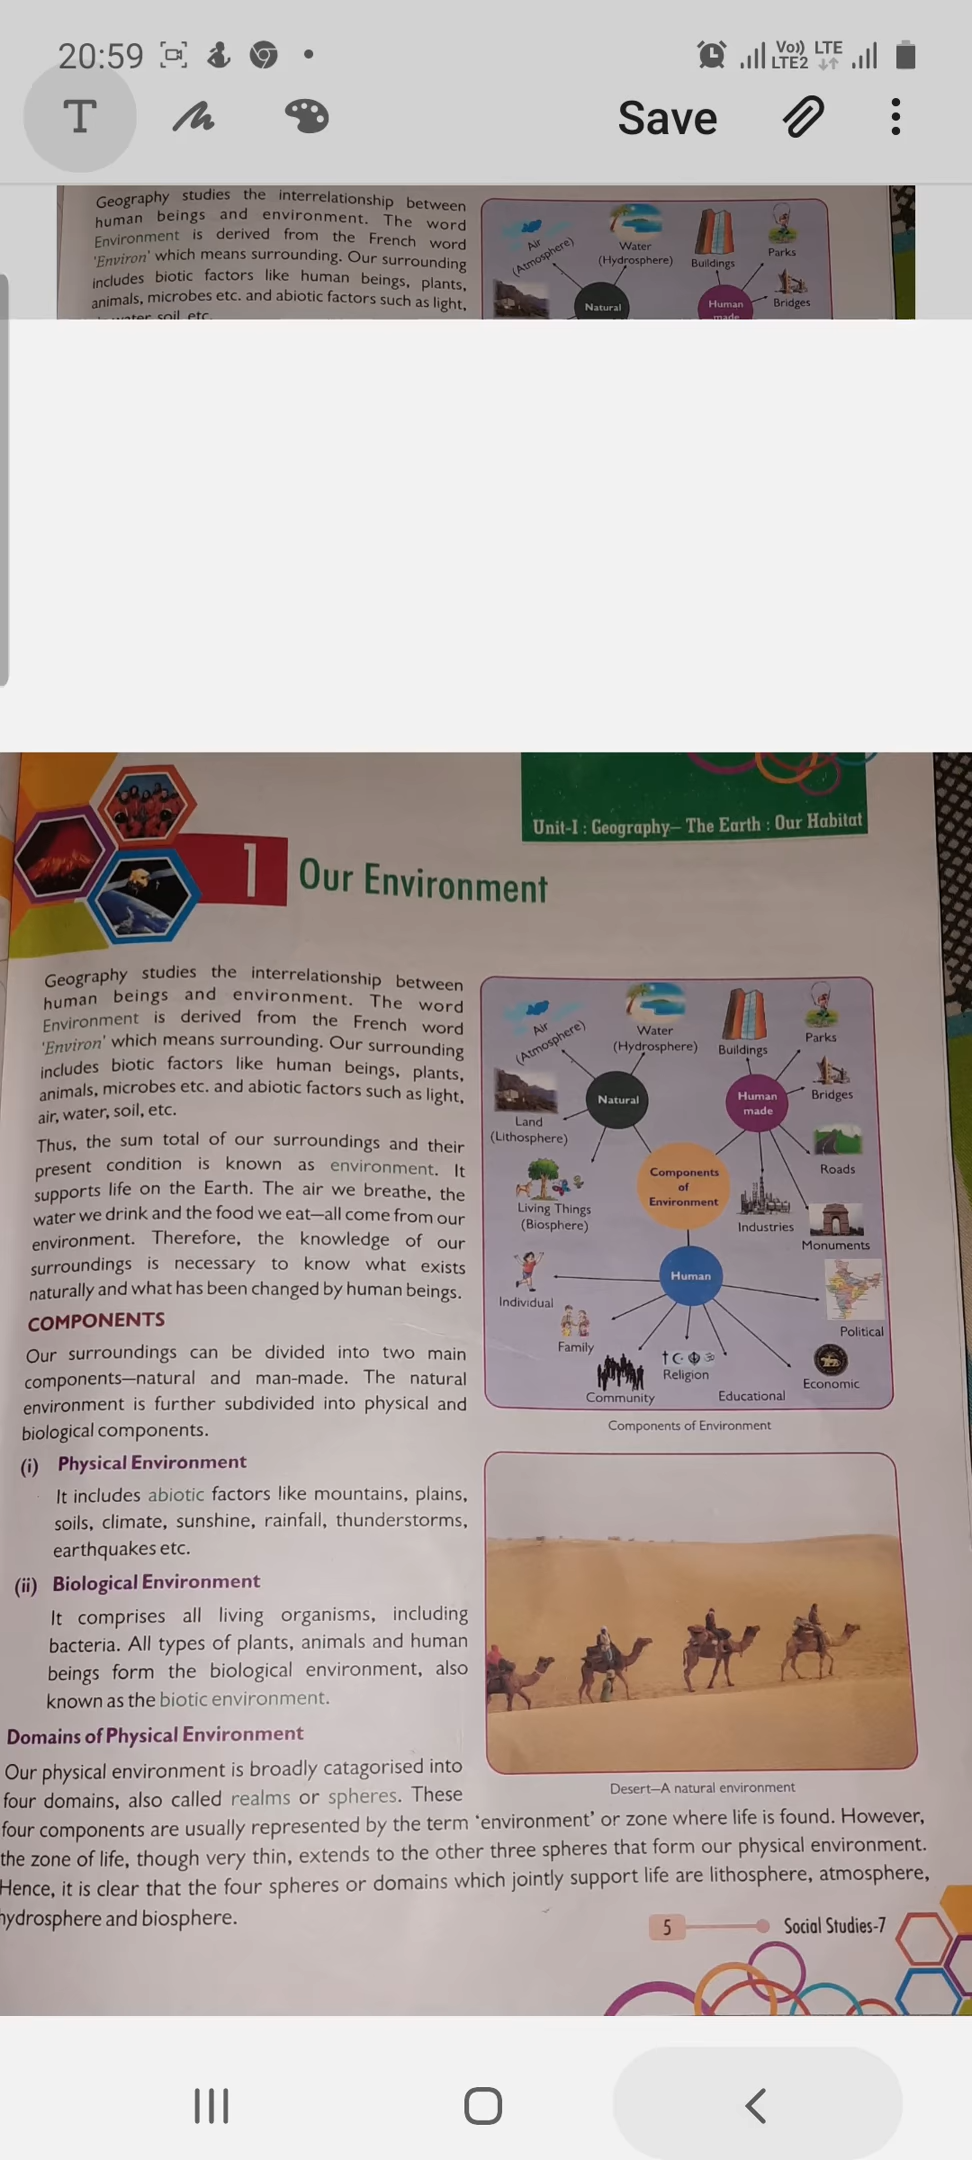 20:59
Vo)) LTE
LTE2
T
Save
Geography studies the interrelationship between
human beings and environment. The word
Environment is derived from the French word
'Environ' which means surrounding. Our surrounding
includes biotic factors like human beings, plants,
animals, microbes etc. and abiotic factors such as light,
water, soil, etc.
Air
(Atmosphere)
Water
(Hydrosphere)
Buildings
Parks
Natural
Human
made
Bridges
Unit-I : Geography– The Earth : Our Habitat
1 Our Environment
Geography studies the interrelationship between
human beings and environment. The word
Environment is derived from the French word
'Environ' which means surrounding. Our surrounding
includes biotic factors like human beings, plants,
animals, microbes etc. and abiotic factors such as light,
air, water, soil, etc.
Thus, the sum total of our surroundings and their
present condition is known as environment. It
supports life on the Earth. The air we breathe, the
water we drink and the food we eat—all come from our
environment. Therefore, the knowledge of our
surroundings is necessary to know what exists
naturally and what has been changed by human beings.
COMPONENTS
Our surroundings can be divided into two main
components—natural and man-made. The natural
environment is further subdivided into physical and
biological components.
(i) Physical Environment
It includes abiotic factors like mountains, plains,
soils, climate, sunshine, rainfall, thunderstorms,
earthquakes etc.
(ii) Biological Environment
It comprises all living organisms, including
bacteria. All types of plants, animals and human
beings form the biological environment, also
known as the biotic environment.
Domains of Physical Environment
Our physical environment is broadly catagorised into
four domains, also called realms or spheres. These
four components are usually represented by the term 'environment' or zone where life is found. However,
the zone of life, though very thin, extends to the other three spheres that form our physical environment.
Hence, it is clear that the four spheres or domains which jointly support life are lithosphere, atmosphere,
hydrosphere and biosphere.
Air
(Atmosphere)
Water
(Hydrosphere)
Buildings
Parks
Natural
Human
made
Bridges
Land
(Lithosphere)
Roads
Components
of
Environment
Living Things
(Biosphere)
Industries
Monuments
Human
Individual
Political
Family
Religion
Economic
Community
Educational
Components of Environment
Desert—A natural environment
5
Social Studies-7